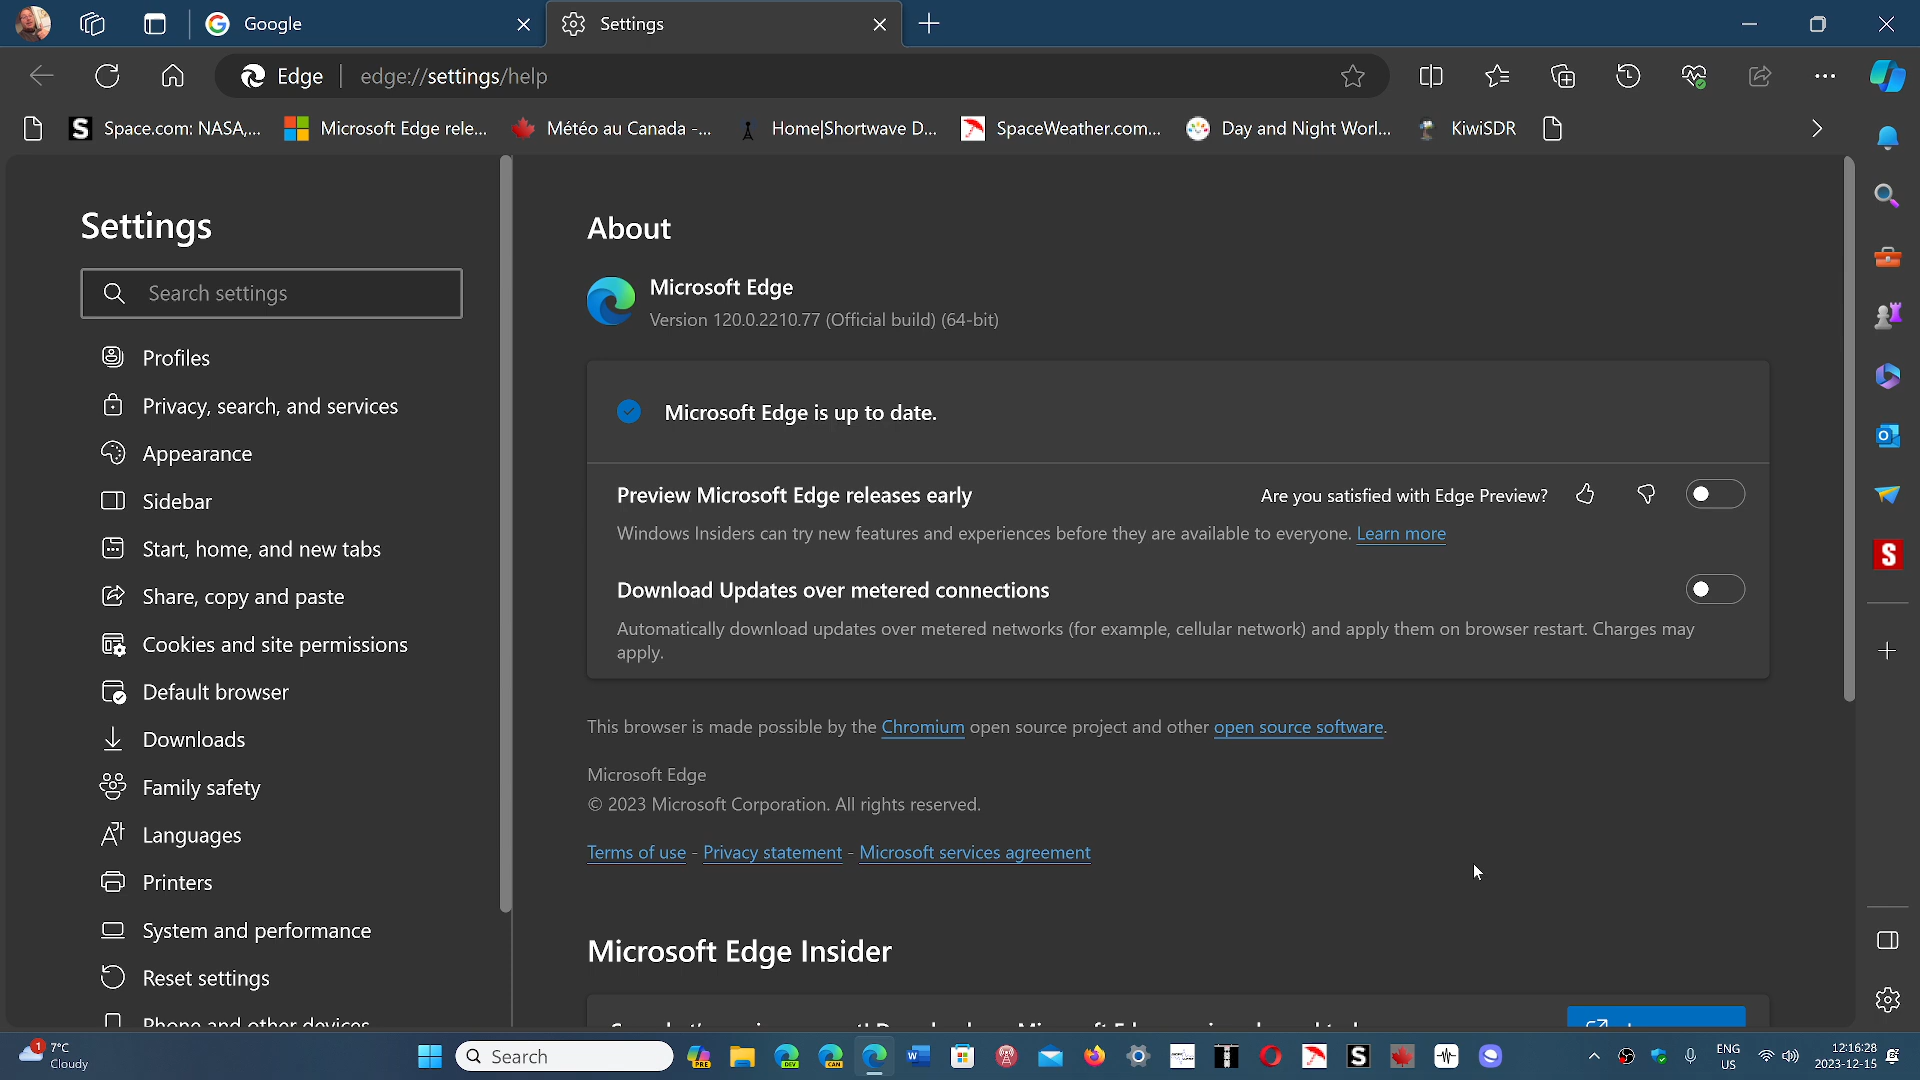 Google
Settings
Edge
edge://settings/help
Space.com: NASA,...
Microsoft Edge rele...
Météo au Canada -...
Home|Shortwave D...
SpaceWeather.com...
Day and Night Worl...
KiwiSDR
Settings
Search settings
Profiles
Privacy, search, and services
Appearance
Sidebar
Start, home, and new tabs
Share, copy and paste
Cookies and site permissions
Default browser
Downloads
Family safety
Languages
Printers
System and performance
Reset settings
Phone and other devices
About
Microsoft Edge
Version 120.0.2210.77 (Official build) (64-bit)
Microsoft Edge is up to date.
Preview Microsoft Edge releases early
Are you satisfied with Edge Preview?
Windows Insiders can try new features and experiences before they are available to everyone. Learn more
Download Updates over metered connections
Automatically download updates over metered networks (for example, cellular network) and apply them on browser restart. Charges may
apply.
This browser is made possible by the Chromium open source project and other open source software.
Microsoft Edge
© 2023 Microsoft Corporation. All rights reserved.
Terms of use - Privacy statement - Microsoft services agreement
Microsoft Edge Insider
1
7°C
Cloudy
Search
PRE
DEV
CAN
ENG
US
12:16:28
2023-12-15